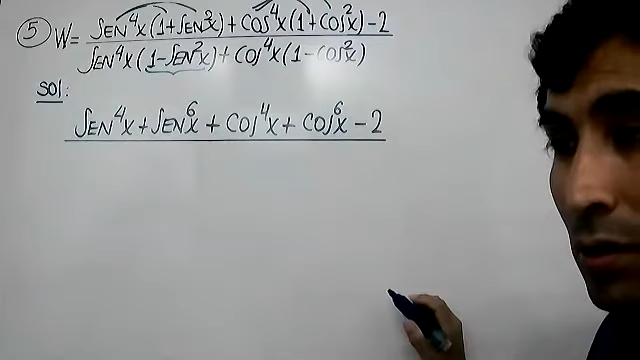 5 W= SEN⁴x(1+SEN²x)+COS⁴x(1+COS²x)-2
SEN⁴x(1-SEN²x)+COS⁴x(1-COS²x)
SOl:
SEN⁴x+SEN⁶x+COS⁴x+COS⁶x-2